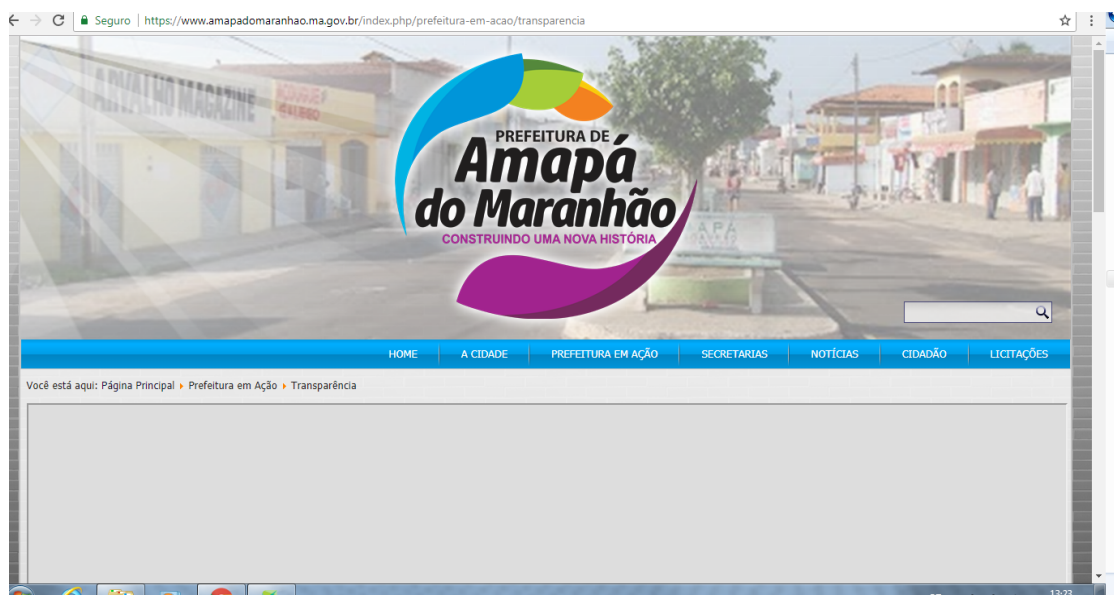 Seguro | https://www.amapadomaranhao.ma.gov.br/index.php/prefeitura-em-acao/transparencia
PREFEITURA DE
Amapá
do Maranhão
CONSTRUINDO UMA NOVA HISTÓRIA
HOME A CIDADE PREFEITURA EM AÇÃO SECRETARIAS NOTÍCIAS CIDADÃO LICITAÇÕES
Você está aqui: Página Principal Prefeitura em Ação Transparência
13:23